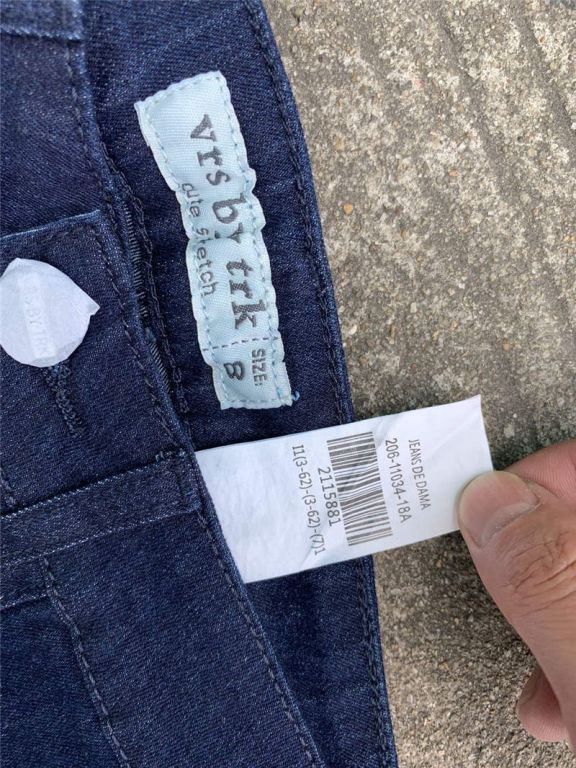 vrs by trk
cute stretch
SIZE:
8
JEANS DE DAMA
206-11034-18A
2115881
I1(3-62)-(3-62)-(7)1